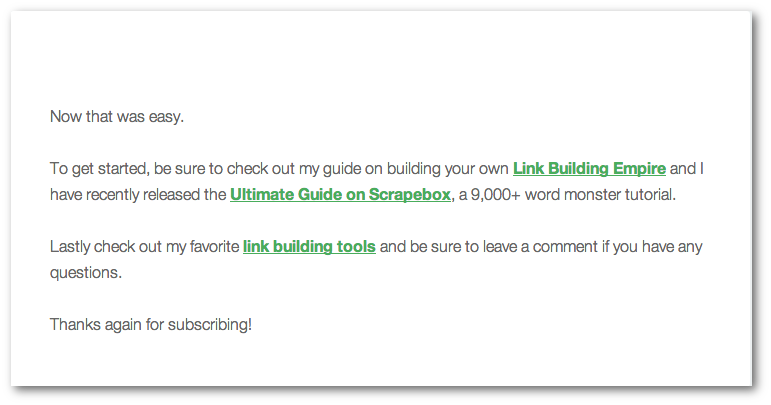 Now that was easy.
To get started, be sure to check out my guide on building your own Link Building Empire and I
have recently released the Ultimate Guide on Scrapebox, a 9,000+ word monster tutorial.
Lastly check out my favorite link building tools and be sure to leave a comment if you have any
questions.
Thanks again for subscribing!